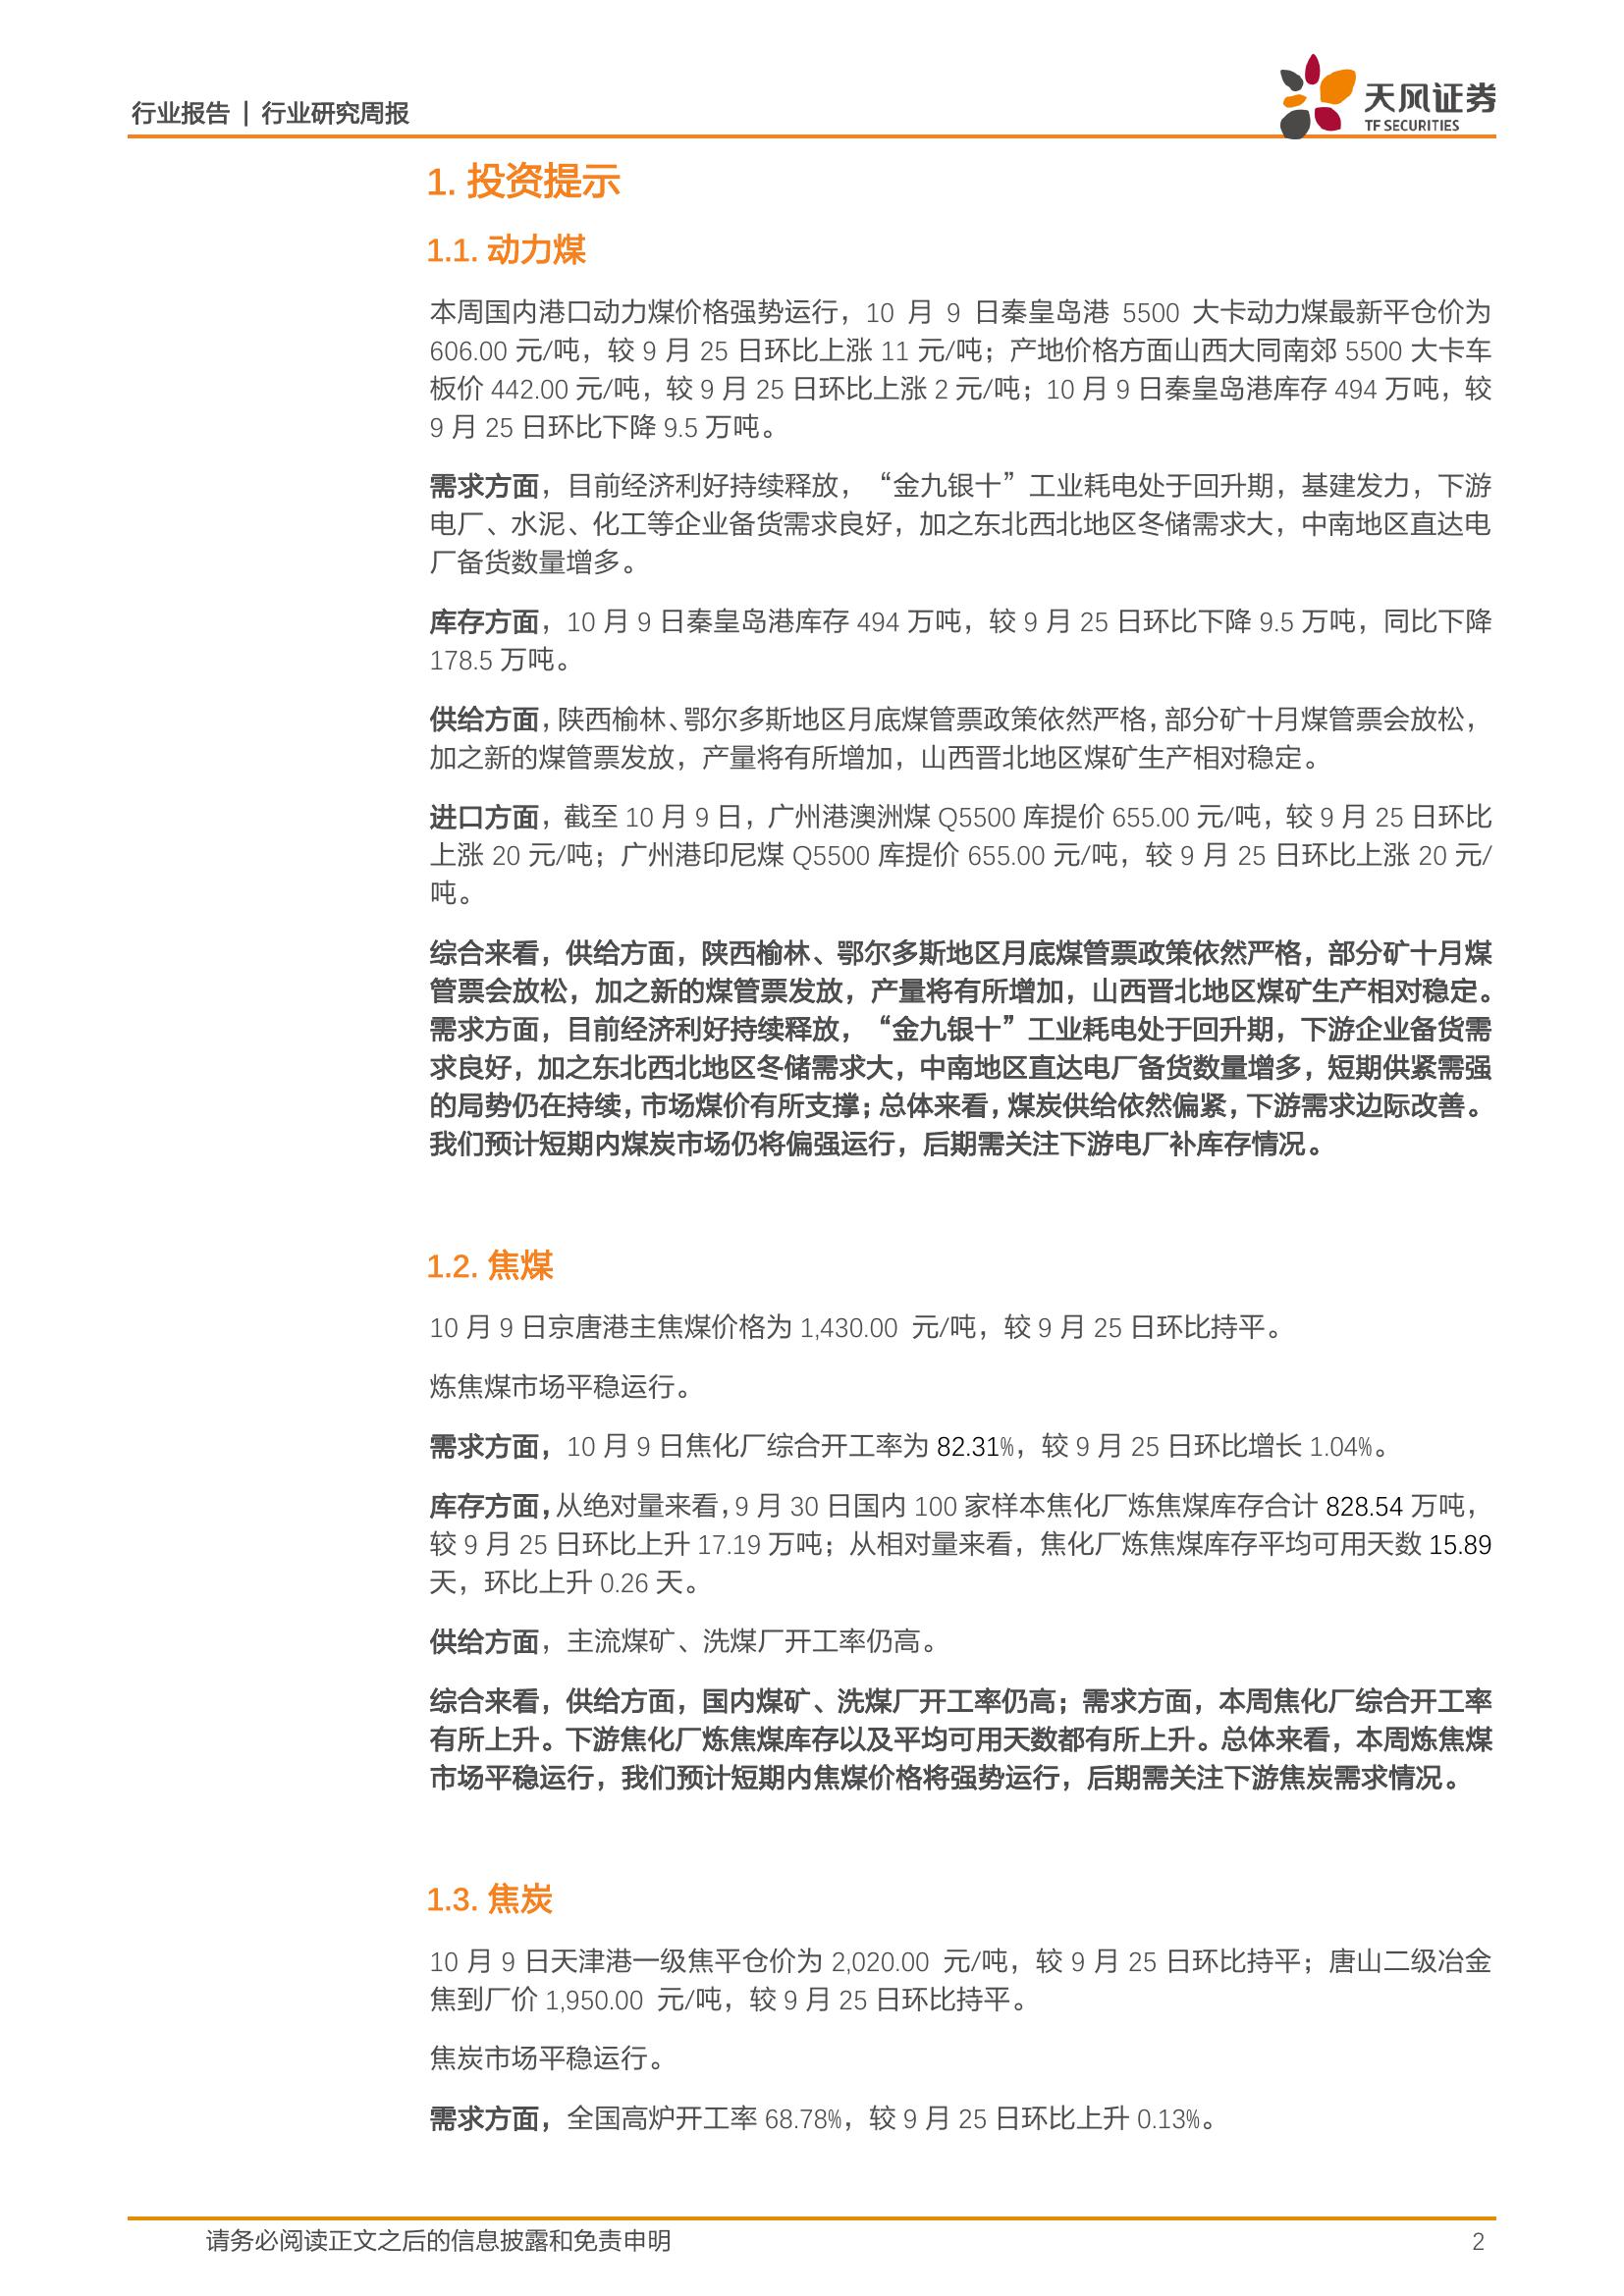 行业报告 | 行业研究周报
天风证券
TF SECURITIES
1. 投资提示
1.1. 动力煤
本周国内港口动力煤价格强势运行，10 月 9 日秦皇岛港 5500 大卡动力煤最新平仓价为
606.00 元/吨，较 9 月 25 日环比上涨 11 元/吨；产地价格方面山西大同南郊 5500 大卡车
板价 442.00 元/吨，较 9 月 25 日环比上涨 2 元/吨；10 月 9 日秦皇岛港库存 494 万吨，较
9 月 25 日环比下降 9.5 万吨。
需求方面，目前经济利好持续释放，“金九银十”工业耗电处于回升期，基建发力，下游
电厂、水泥、化工等企业备货需求良好，加之东北西北地区冬储需求大，中南地区直达电
厂备货数量增多。
库存方面，10 月 9 日秦皇岛港库存 494 万吨，较 9 月 25 日环比下降 9.5 万吨，同比下降
178.5 万吨。
供给方面，陕西榆林、鄂尔多斯地区月底煤管票政策依然严格，部分矿十月煤管票会放松，
加之新的煤管票发放，产量将有所增加，山西晋北地区煤矿生产相对稳定。
进口方面，截至 10 月 9 日，广州港澳洲煤 Q5500 库提价 655.00 元/吨，较 9 月 25 日环比
上涨 20 元/吨；广州港印尼煤 Q5500 库提价 655.00 元/吨，较 9 月 25 日环比上涨 20 元/
吨。
综合来看，供给方面，陕西榆林、鄂尔多斯地区月底煤管票政策依然严格，部分矿十月煤
管票会放松，加之新的煤管票发放，产量将有所增加，山西晋北地区煤矿生产相对稳定。
需求方面，目前经济利好持续释放，“金九银十”工业耗电处于回升期，下游企业备货需
求良好，加之东北西北地区冬储需求大，中南地区直达电厂备货数量增多，短期供紧需强
的局势仍在持续，市场煤价有所支撑；总体来看，煤炭供给依然偏紧，下游需求边际改善。
我们预计短期内煤炭市场仍将偏强运行，后期需关注下游电厂补库存情况。
1.2. 焦煤
10 月 9 日京唐港主焦煤价格为 1,430.00 元/吨，较 9 月 25 日环比持平。
炼焦煤市场平稳运行。
需求方面，10 月 9 日焦化厂综合开工率为 82.31%，较 9 月 25 日环比增长 1.04%。
库存方面，从绝对量来看，9 月 30 日国内 100 家样本焦化厂炼焦煤库存合计 828.54 万吨，
较 9 月 25 日环比上升 17.19 万吨；从相对量来看，焦化厂炼焦煤库存平均可用天数 15.89
天，环比上升 0.26 天。
供给方面，主流煤矿、洗煤厂开工率仍高。
综合来看，供给方面，国内煤矿、洗煤厂开工率仍高；需求方面，本周焦化厂综合开工率
有所上升。下游焦化厂炼焦煤库存以及平均可用天数都有所上升。总体来看，本周炼焦煤
市场平稳运行，我们预计短期内焦煤价格将强势运行，后期需关注下游焦炭需求情况。
1.3. 焦炭
10 月 9 日天津港一级焦平仓价为 2,020.00 元/吨，较 9 月 25 日环比持平；唐山二级冶金
焦到厂价 1,950.00 元/吨，较 9 月 25 日环比持平。
焦炭市场平稳运行。
需求方面，全国高炉开工率 68.78%，较 9 月 25 日环比上升 0.13%。
请务必阅读正文之后的信息披露和免责申明
2